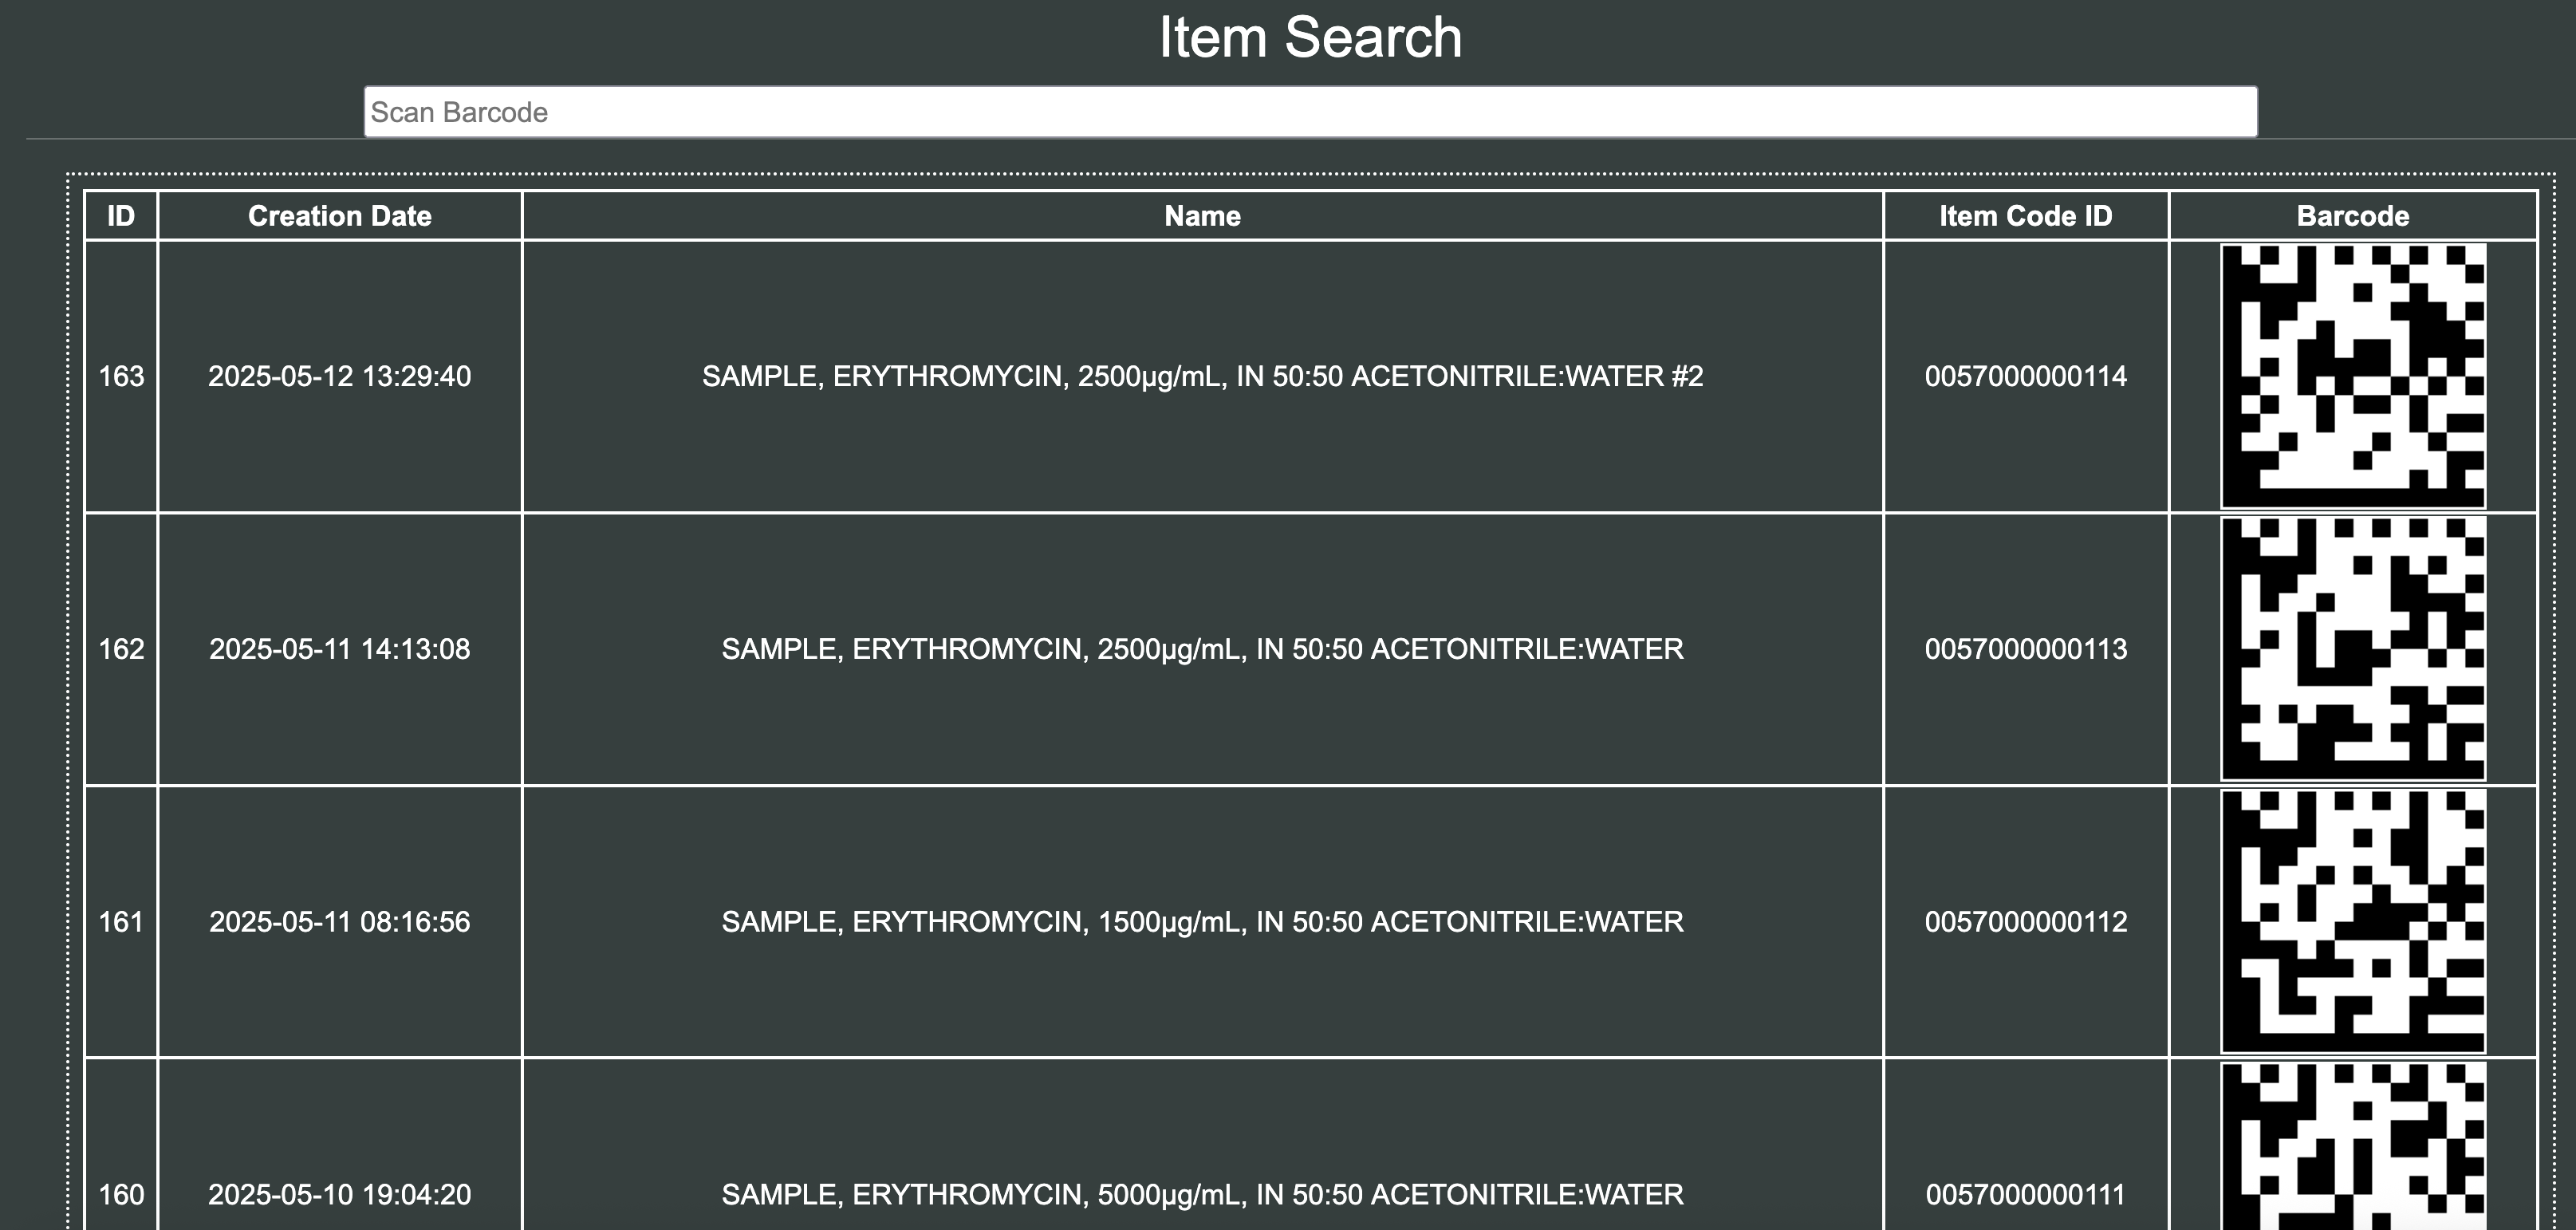 Item Search
Scan Barcode
ID Creation Date Name Item Code ID Barcode
163 2025-05-12 13:29:40 SAMPLE, ERYTHROMYCIN, 2500µg/mL, IN 50:50 ACETONITRILE:WATER #2 0057000000114
162 2025-05-11 14:13:08 SAMPLE, ERYTHROMYCIN, 2500µg/mL, IN 50:50 ACETONITRILE:WATER 0057000000113
161 2025-05-11 08:16:56 SAMPLE, ERYTHROMYCIN, 1500µg/mL, IN 50:50 ACETONITRILE:WATER 0057000000112
160 2025-05-10 19:04:20 SAMPLE, ERYTHROMYCIN, 5000µg/mL, IN 50:50 ACETONITRILE:WATER 0057000000111